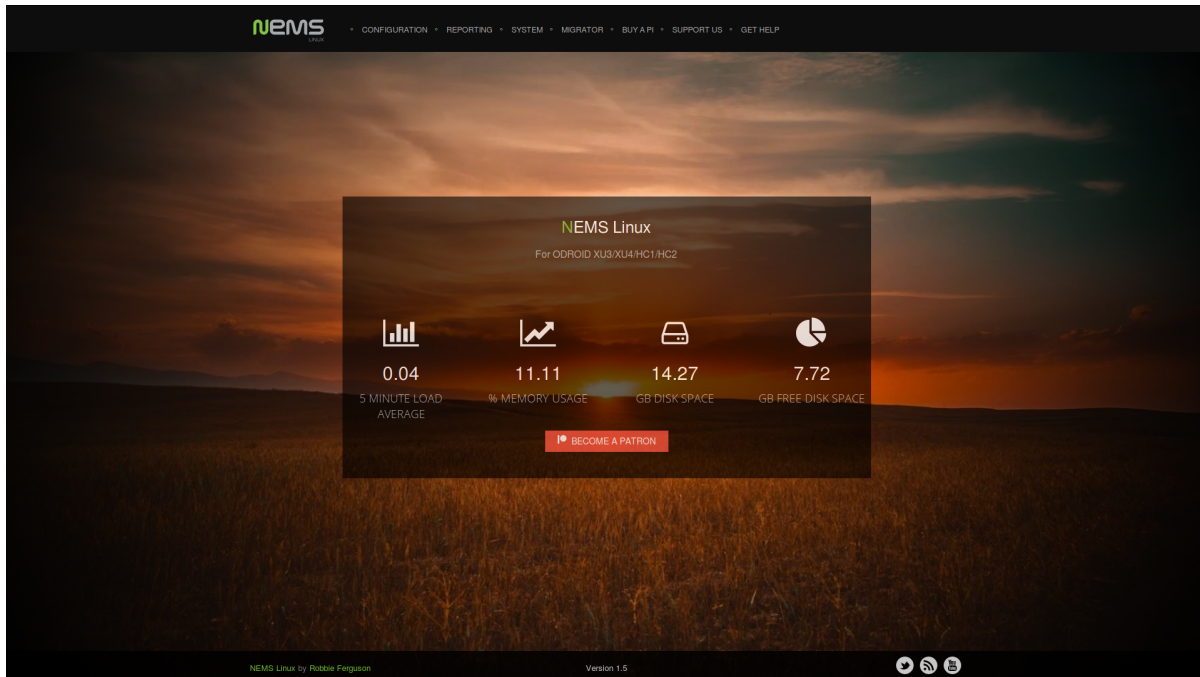 NEMS
LINUX
CONFIGURATION REPORTING SYSTEM MIGRATOR BUY A PI SUPPORT US GET HELP
NEMS Linux
For ODROID XU3/XU4/HC1/HC2
0.04 11.11 14.27 7.72
5 MINUTE LOAD AVERAGE % MEMORY USAGE GB DISK SPACE GB FREE DISK SPACE
BECOME A PATRON
NEMS Linux by Robbie Ferguson Version 1.5